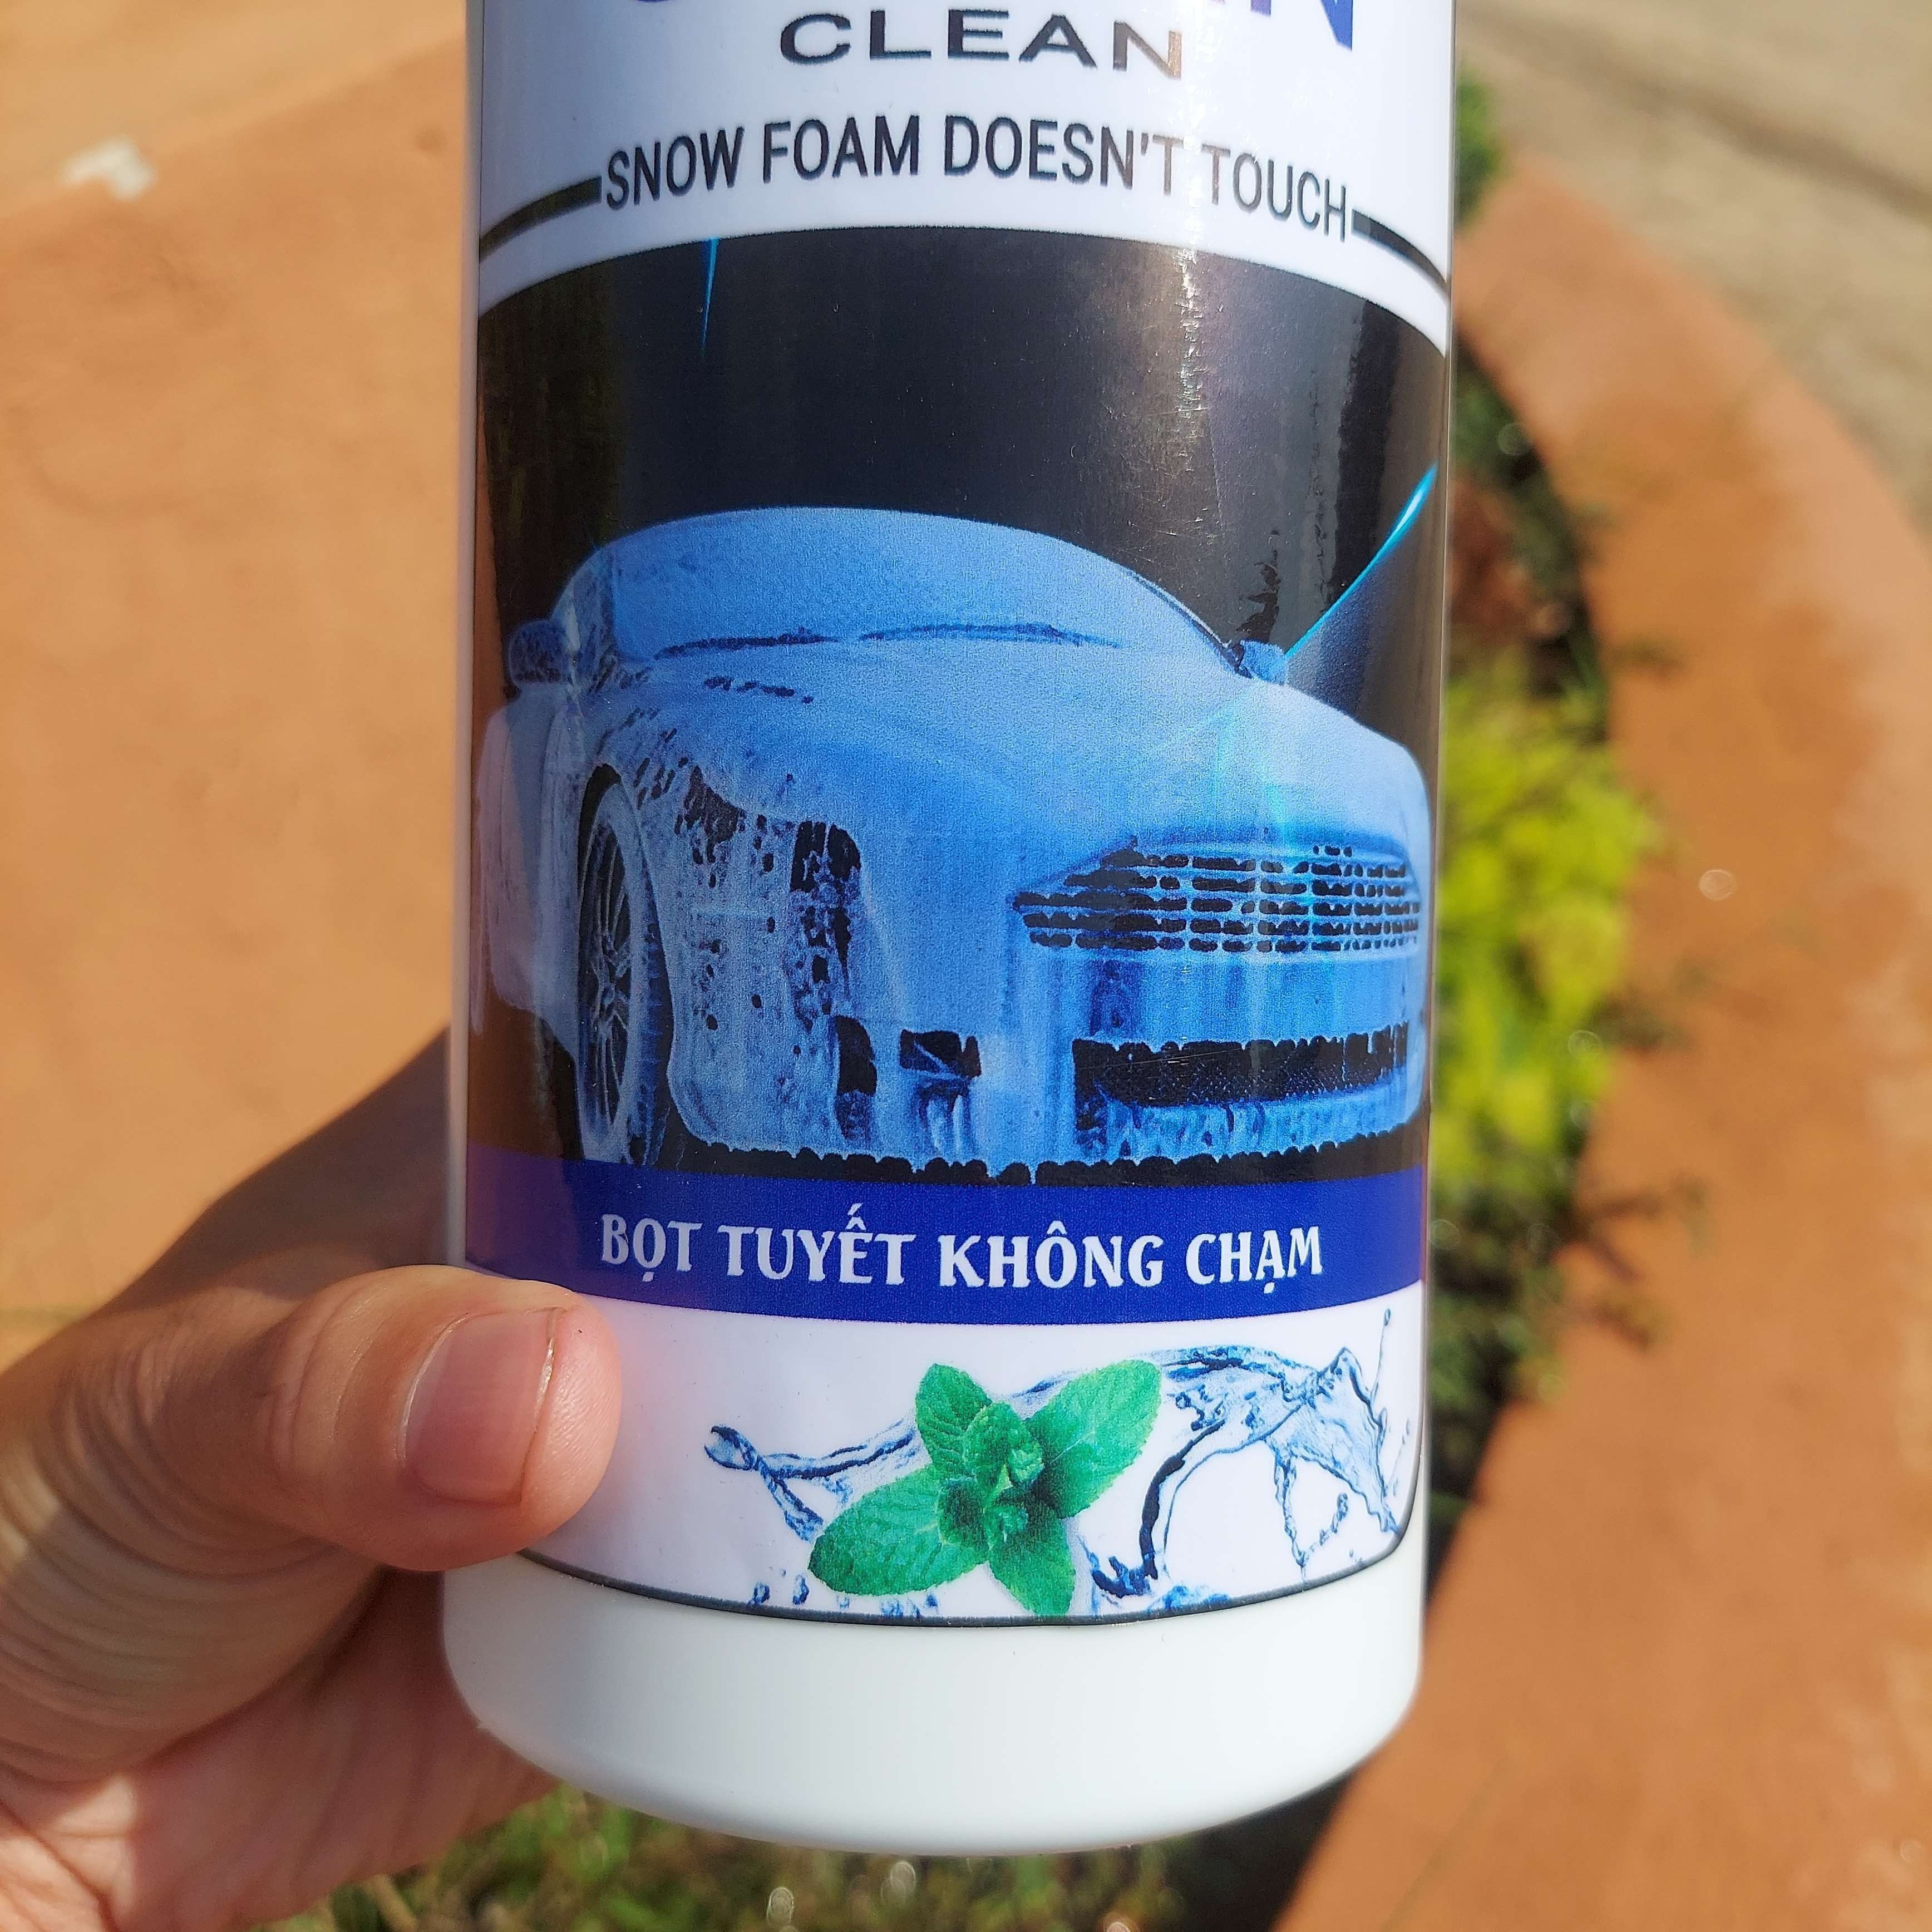 CLEAN
SNOW FOAM DOESN'T TOUCH
BỌT TUYẾT KHÔNG CHẠM